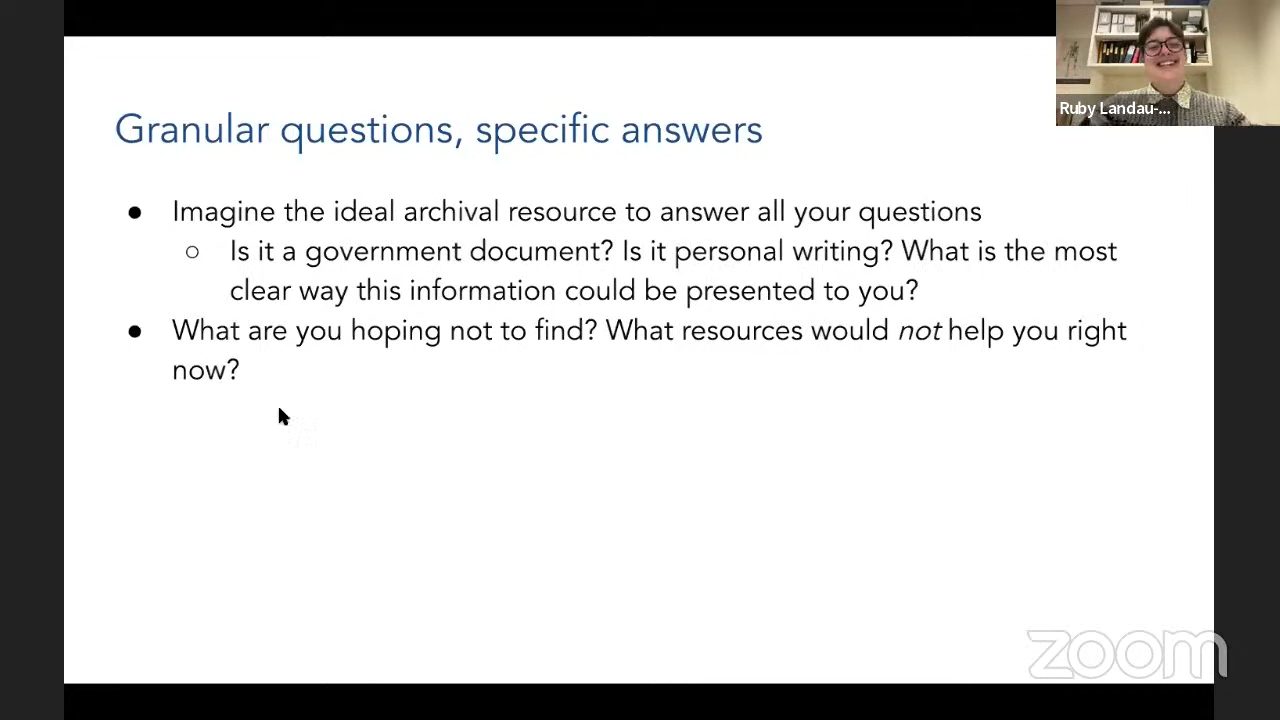 Ruby Landau-...
Granular questions, specific answers
● Imagine the ideal archival resource to answer all your questions
○ Is it a government document? Is it personal writing? What is the most
clear way this information could be presented to you?
● What are you hoping not to find? What resources would not help you right
now?
zoom